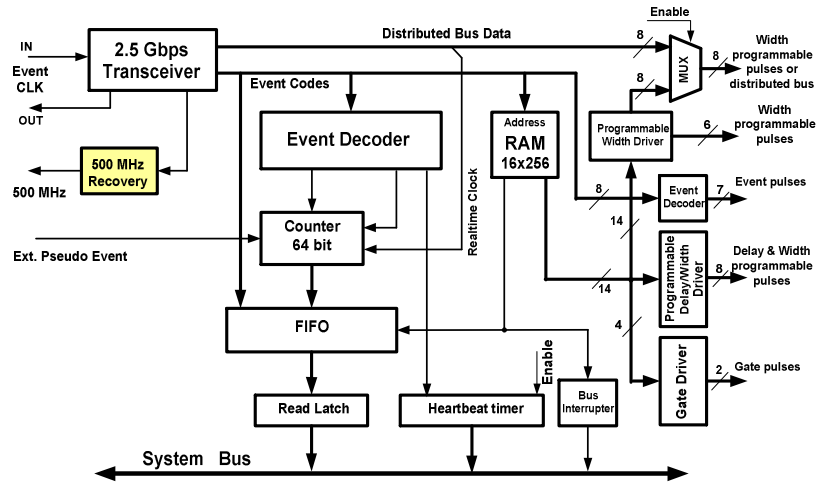 Enable
IN
2.5 Gbps
Transceiver
Distributed Bus Data
8
MUX
8
Width
programmable
pulses or
distributed bus
Event
CLK
OUT
Event Codes
8
Event Decoder
Address
RAM
16x256
Programmable
Width Driver
6
Width
programmable
pulses
500 MHz
Recovery
500 MHz
Realtime Clock
8
Event
Decoder
7
Event pulses
14
Counter
64 bit
Ext. Pseudo Event
14
Programmable
Delay/Width
Driver
8
Delay & Width
programmable
pulses
FIFO
4
Enable
Gate Driver
2
Gate pulses
Read Latch
Heartbeat timer
Bus
Interrupter
System Bus